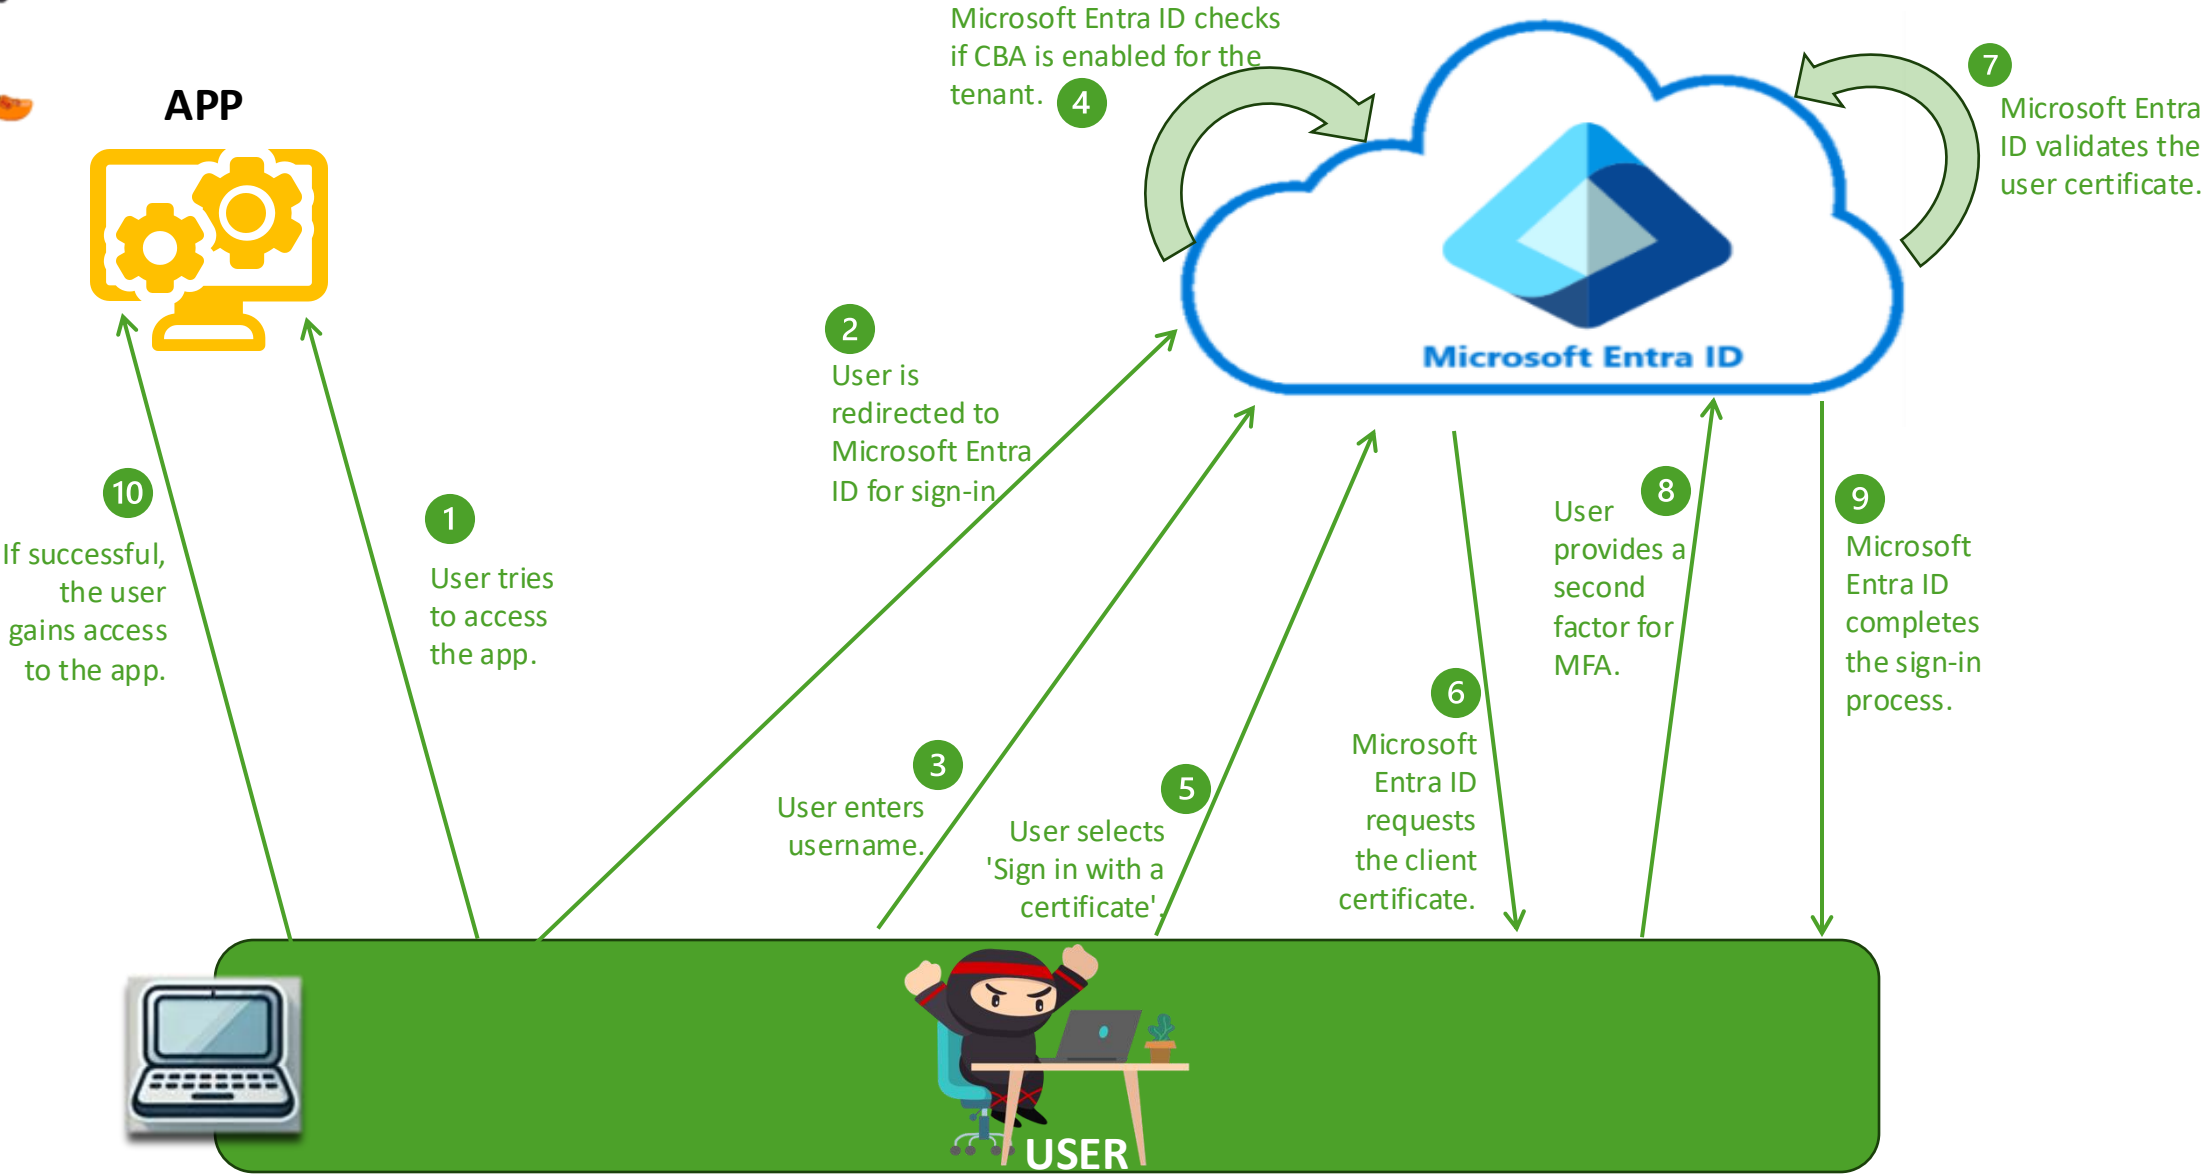 Microsoft Entra ID checks
if CBA is enabled for the
tenant.
4
7
Microsoft Entra
ID validates the
user certificate.
APP
Microsoft Entra ID
2
User is
redirected to
Microsoft Entra
ID for sign-in
10
If successful,
the user
gains access
to the app.
1
User tries
to access
the app.
8
User
provides a
second
factor for
MFA.
9
Microsoft
Entra ID
completes
the sign-in
process.
3
User enters
username.
5
User selects
'Sign in with a
certificate'.
6
Microsoft
Entra ID
requests
the client
certificate.
USER